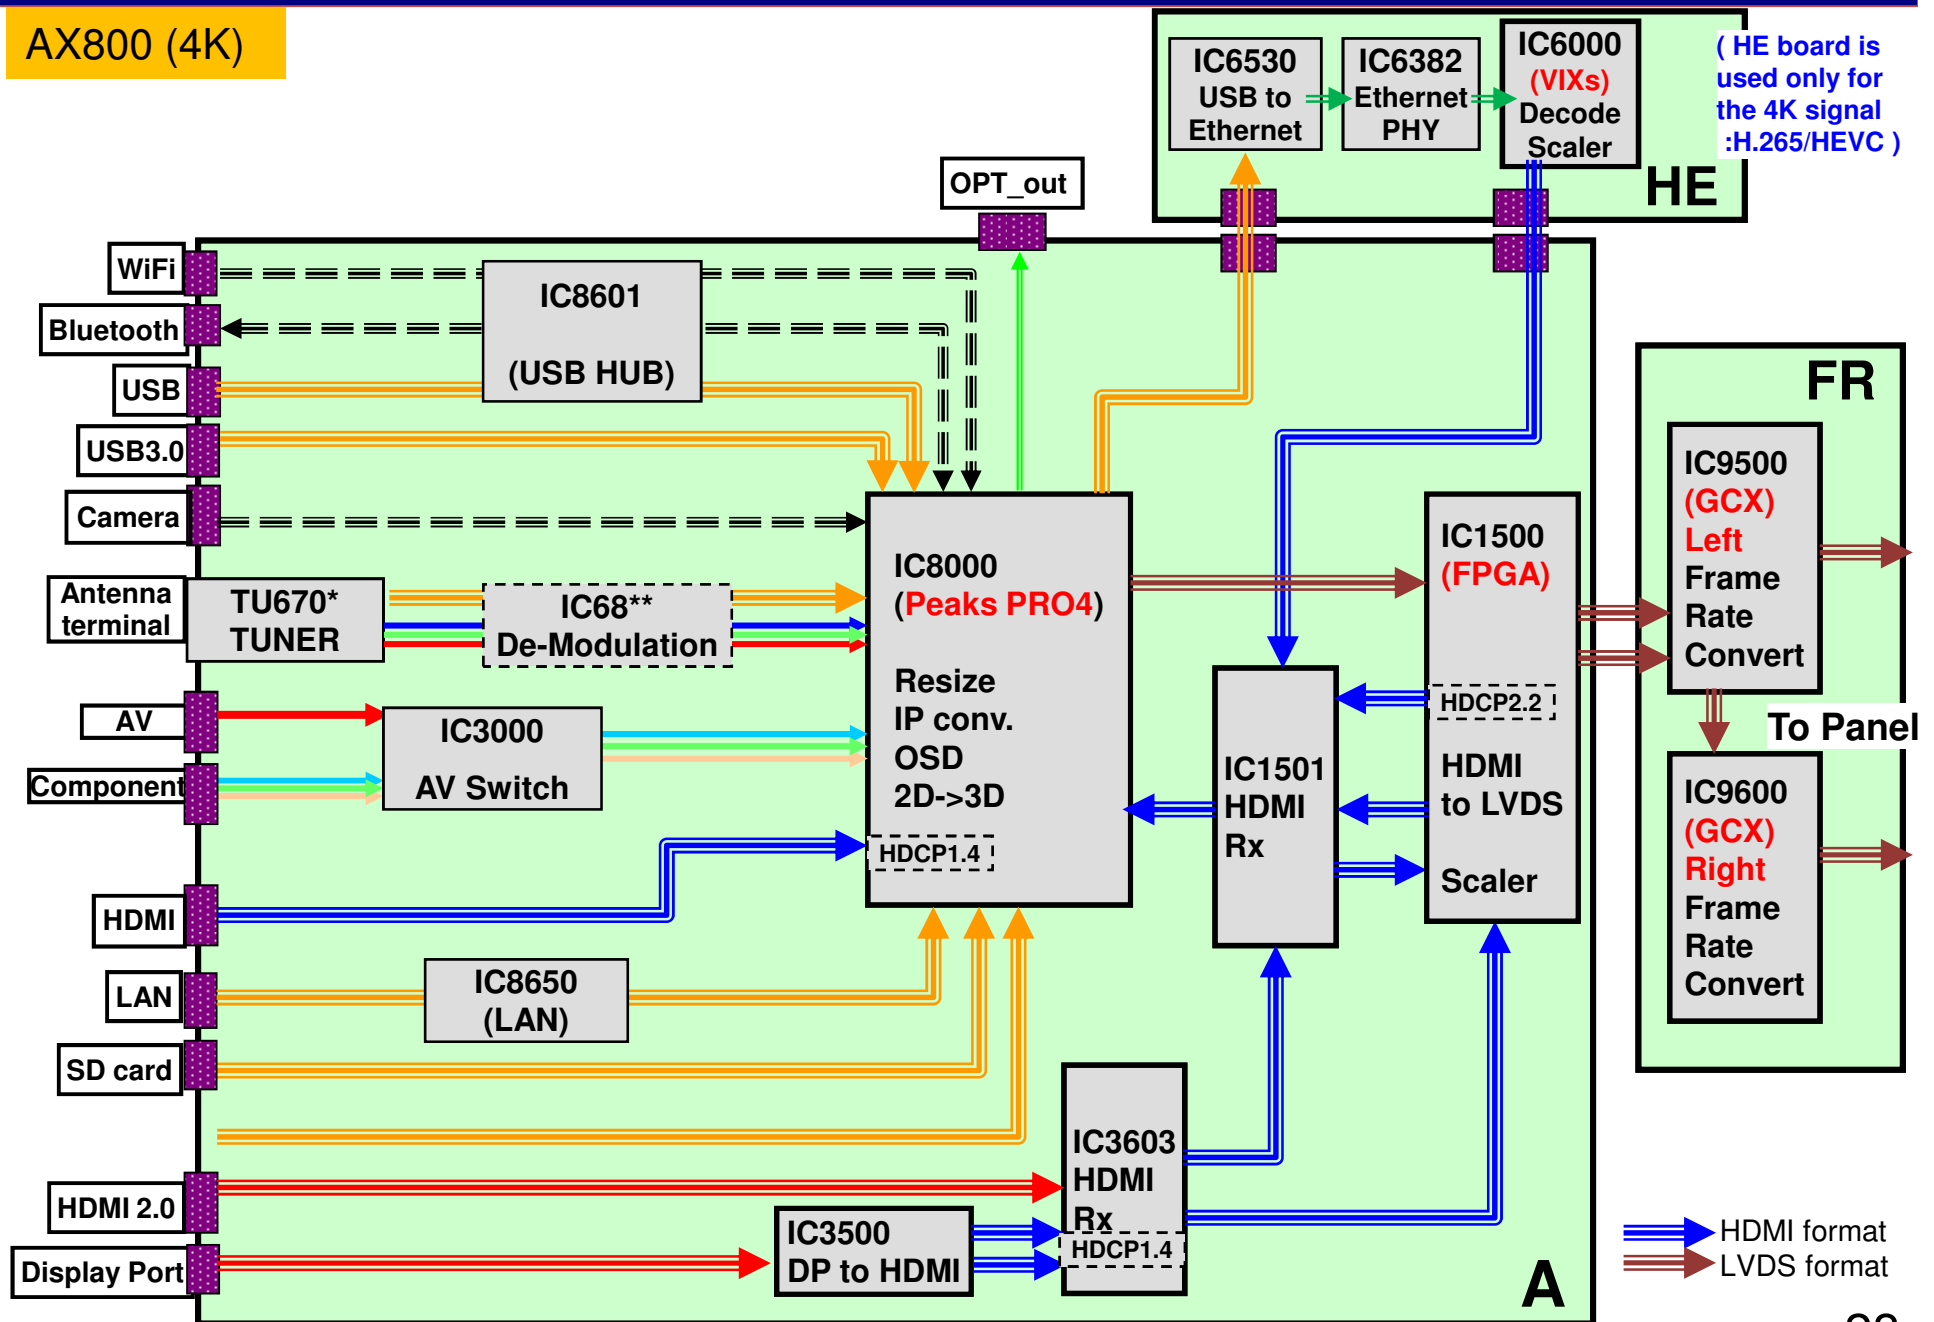 AX800 (4K)
IC6530
USB to
Ethernet
IC6382
Ethernet
PHY
IC6000
(VIXs)
Decode
Scaler
( HE board is
used only for
the 4K signal
:H.265/HEVC )
HE
OPT_out
WiFi
Bluetooth
USB
USB3.0
Camera
Antenna
terminal
AV
Component
HDMI
LAN
SD card
HDMI 2.0
Display Port
IC8601
(USB HUB)
TU670*
TUNER
IC68**
De-Modulation
IC3000
AV Switch
IC8650
(LAN)
IC8000
(Peaks PRO4)
Resize
IP conv.
OSD
2D->3D
HDCP1.4
IC1501
HDMI
Rx
IC1500
(FPGA)
HDCP2.2
HDMI
to LVDS
Scaler
IC3500
DP to HDMI
IC3603
HDMI
Rx
HDCP1.4
A
FR
IC9500
(GCX)
Left
Frame
Rate
Convert
To Panel
IC9600
(GCX)
Right
Frame
Rate
Convert
HDMI format
LVDS format